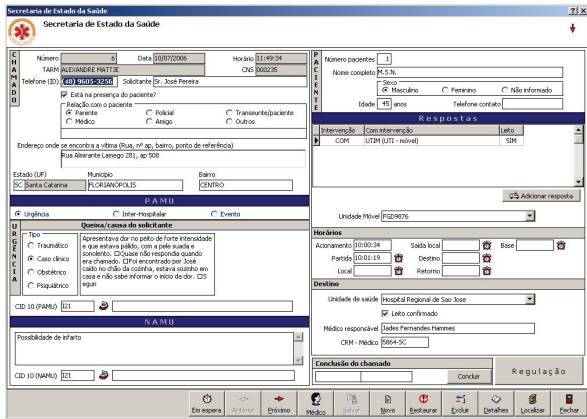 Secretaria de Estado da Saúde
Secretaria de Estado da Saúde
CHAMADO
Número 6 Data 10/07/2006 Horário 11:49:34
TARM ALEXANDRE MATTJE CNS 000235
Telefone (ID) (48) 9605-3256 Solicitante Sr. José Pereira
Está na presença do paciente?
Relação com o paciente
Parente Policial Transeunte/paciente
Médico Amigo Outros
Endereço onde se encontra a vítima (Rua, nº ap, bairro, ponto de referência)
Rua Almirante Lamego 281, ap 508
Estado (UF) Município Bairro
SC Santa Catarina FLORIANÓPOLIS CENTRO
PAMU
Urgência Inter-Hospitalar Evento
URGÊNCIA
Queixa/causa do solicitante
Tipo
Traumático
Caso clínico
Obstétrico
Psiquiátrico
Apresentava dor no peito de forte intensidade
e que estava pálido, com a pele suada e
sonolento. Quase não respondia quando
era chamado. Foi encontrado por José
caído no chão da cozinha, estava sozinho em
casa e não sabe informar o início da dor. S
egun
CID 10 (PAMU) I21
NAMU
Possibilidade de infarto
CID 10 (NAMU) I21
PACIENTE
Número pacientes 1
Nome completo M.S.N.
Sexo
Masculino Feminino Não informado
Idade 45 anos Telefone contato
Respostas
Intervenção Com intervenção Leito
COM UTIM (UTI - móvel) SIM
Adicionar resposta
Unidade Móvel PGD9876
Horários
Acionamento 10:00:34 Saída local Base
Partida 10:01:19 Destino
Local Retorno
Destino
Unidade de saúde Hospital Regional de Sao Jose
Leito confirmado
Médico responsável Jades Fernandes Hammes
CRM - Médico 5864-SC
Conclusão do chamado
Concluir
Regulação
Em espera Anterior Próximo Médico Salvar Novo Restaurar Excluir Detalhes Localizar Fechar